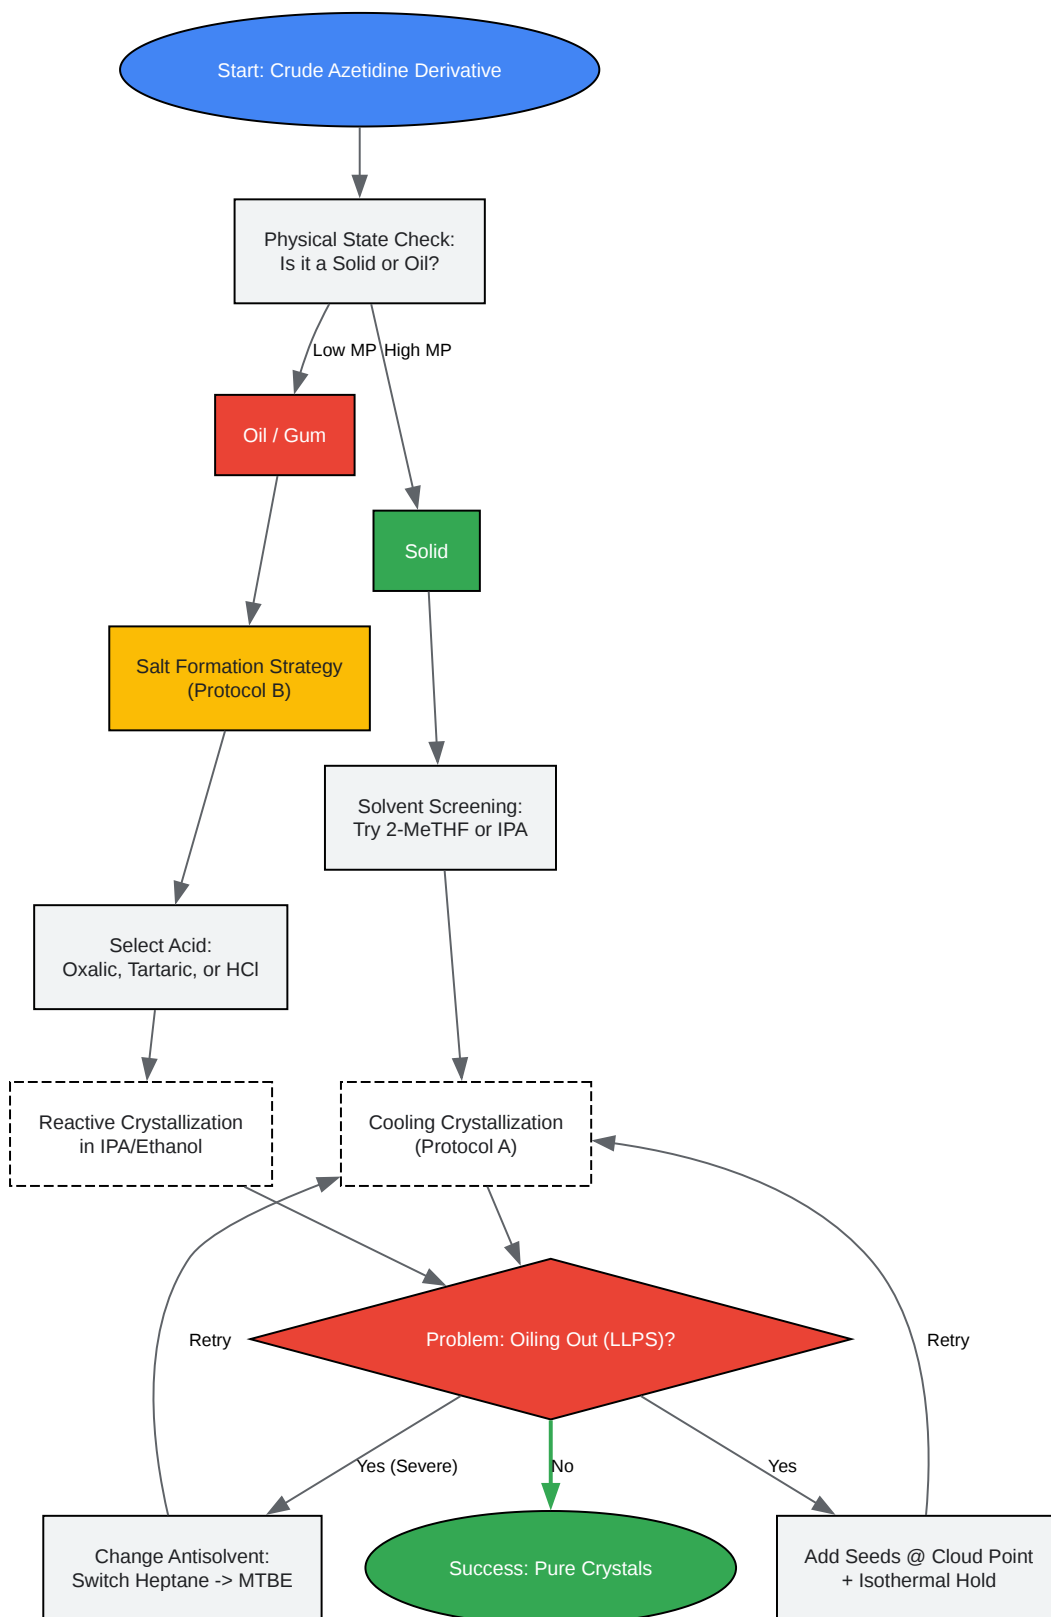 Start: Crude Azetidine Derivative
Physical State Check:
Is it a Solid or Oil?
Low MP
High MP
Oil / Gum
Solid
Salt Formation Strategy
(Protocol B)
Solvent Screening:
Try 2-MeTHF or IPA
Select Acid:
Oxalic, Tartaric, or HCl
Reactive Crystallization
in IPA/Ethanol
Cooling Crystallization
(Protocol A)
Problem: Oiling Out (LLPS)?
Retry
Retry
Yes (Severe)
No
Yes
Change Antisolvent:
Switch Heptane -> MTBE
Success: Pure Crystals
Add Seeds @ Cloud Point
+ Isothermal Hold